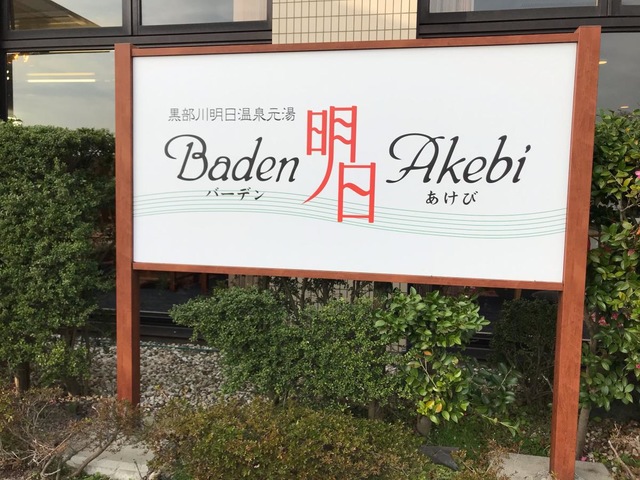 黒部川明日温泉元湯
Baden 明日 Akebi
バーデン あけび